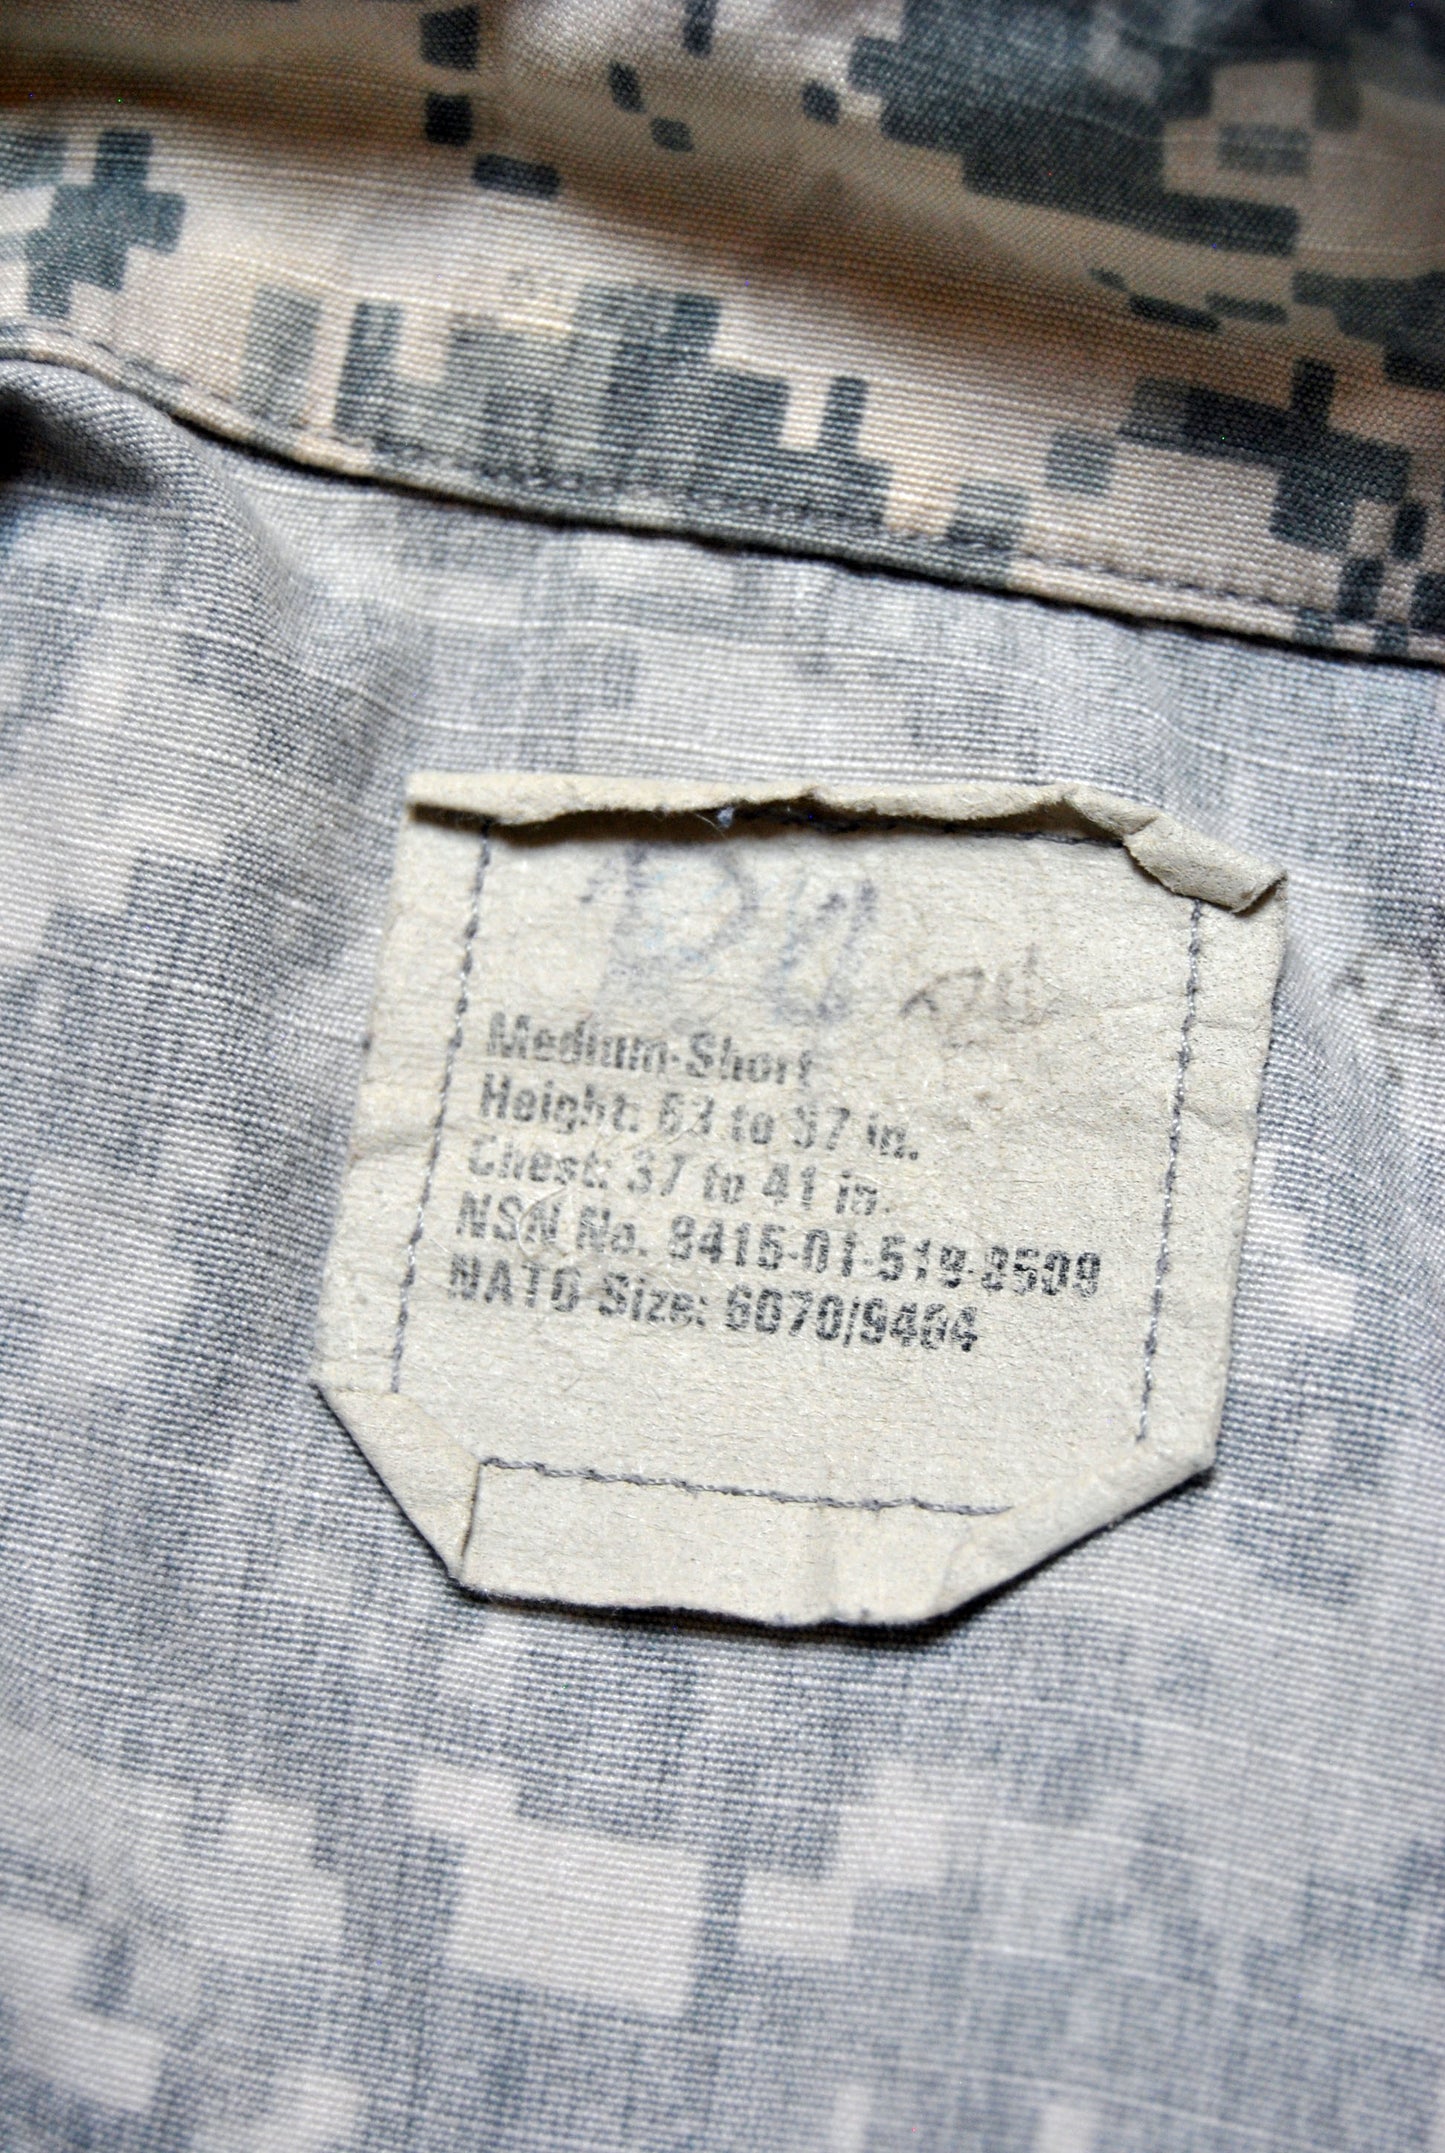 Medium-Short
Height: 63 to 67 in.
Chest: 37 to 41 in.
NSN No. 8415-01-519-8509
NATO Size: 6070/9404